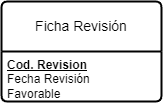 Ficha Revisión
Cod. Revision
Fecha Revisión
Favorable